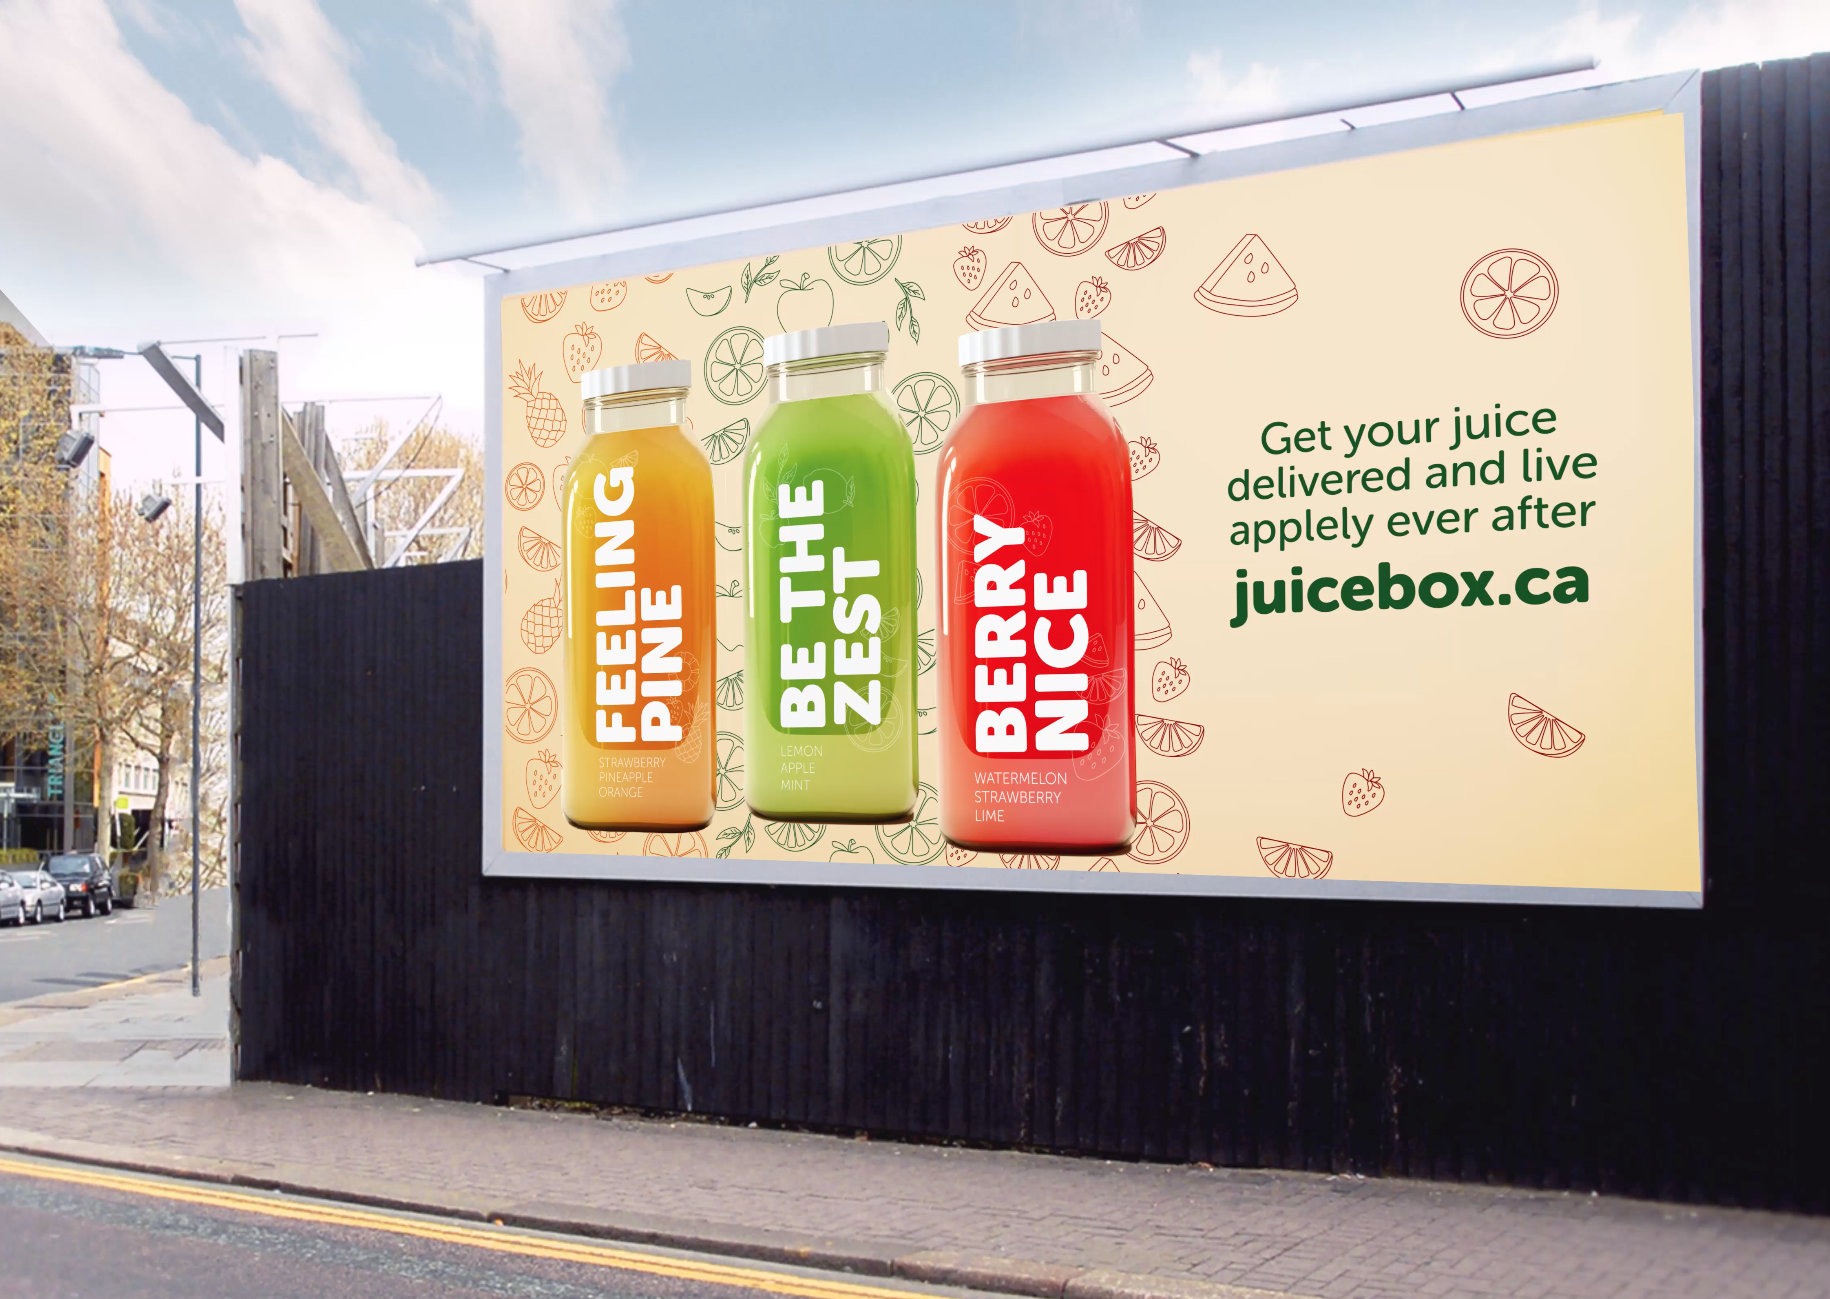 FEELING
PINE
STRAWBERRY
PINEAPPLE
ORANGE
BE THE
ZEST
LEMON
APPLE
MINT
BERRY
NICE
WATERMELON
STRAWBERRY
LIME
Get your juice
delivered and live
applely ever after
juicebox.ca
TRIANGLE